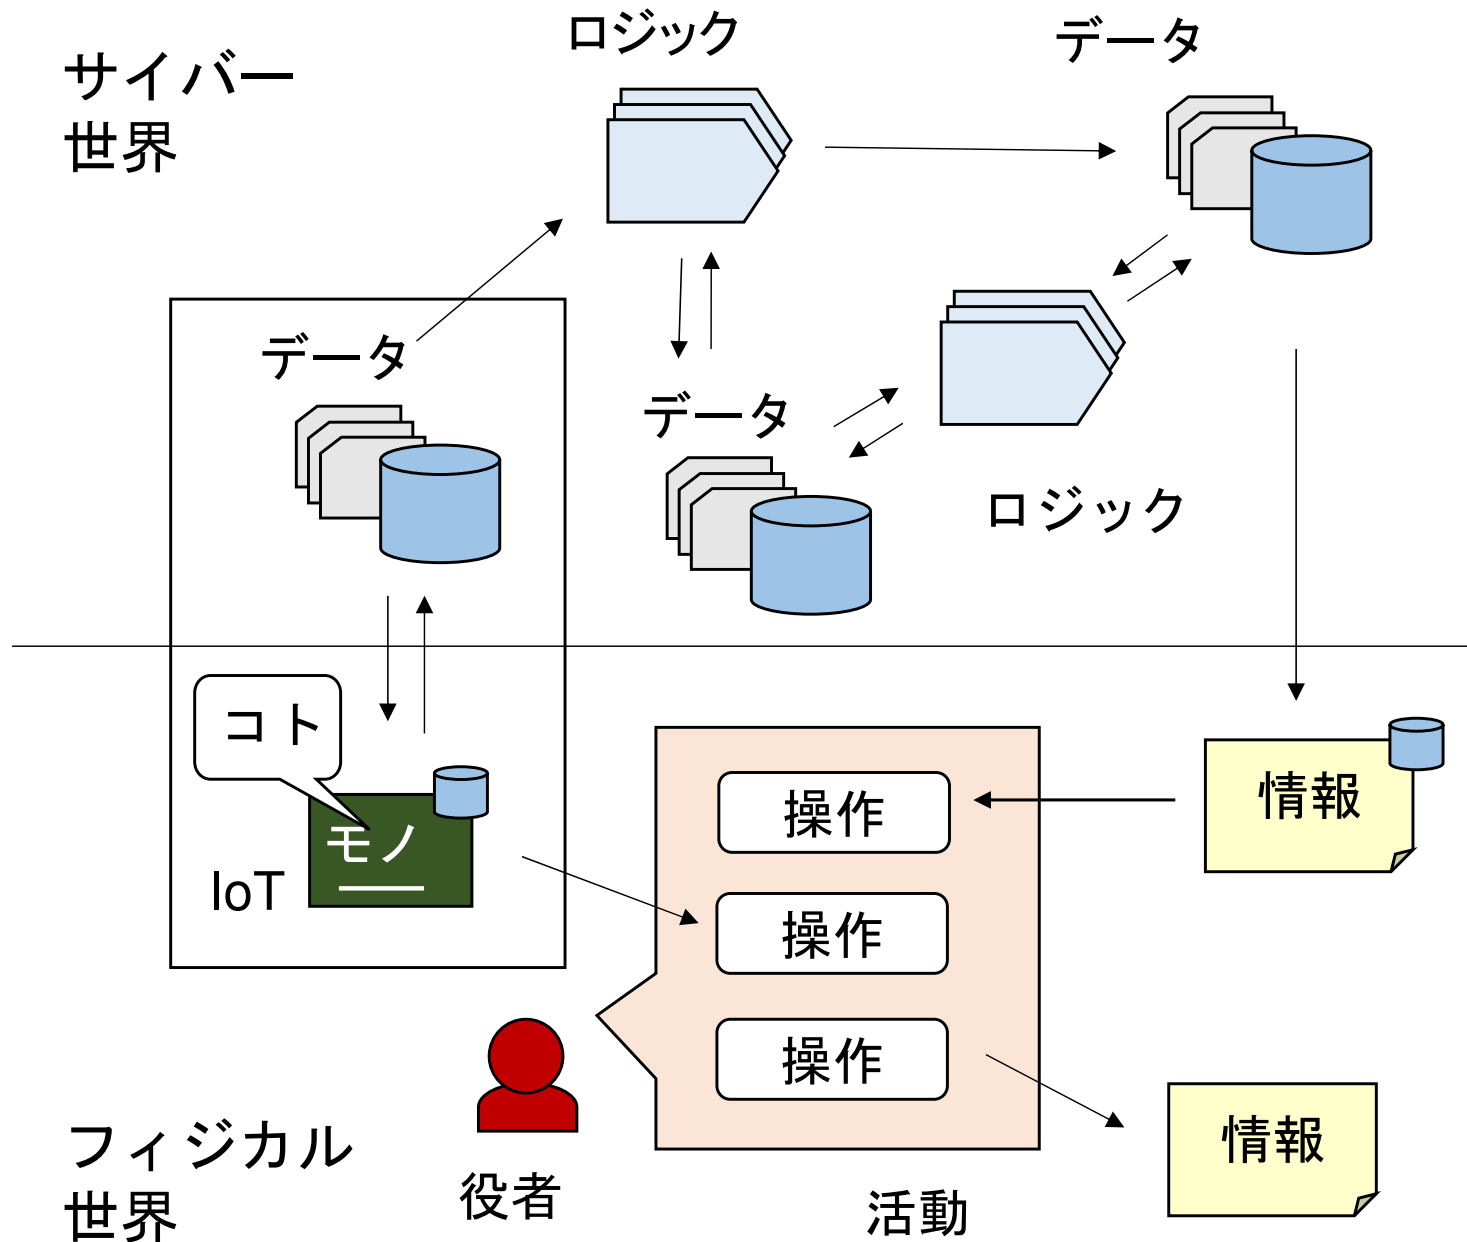 サイバー
世界
ロジック
データ
データ
データ
ロジック
コト
モノ
IoT
操作
操作
操作
情報
情報
フィジカル
世界
役者
活動